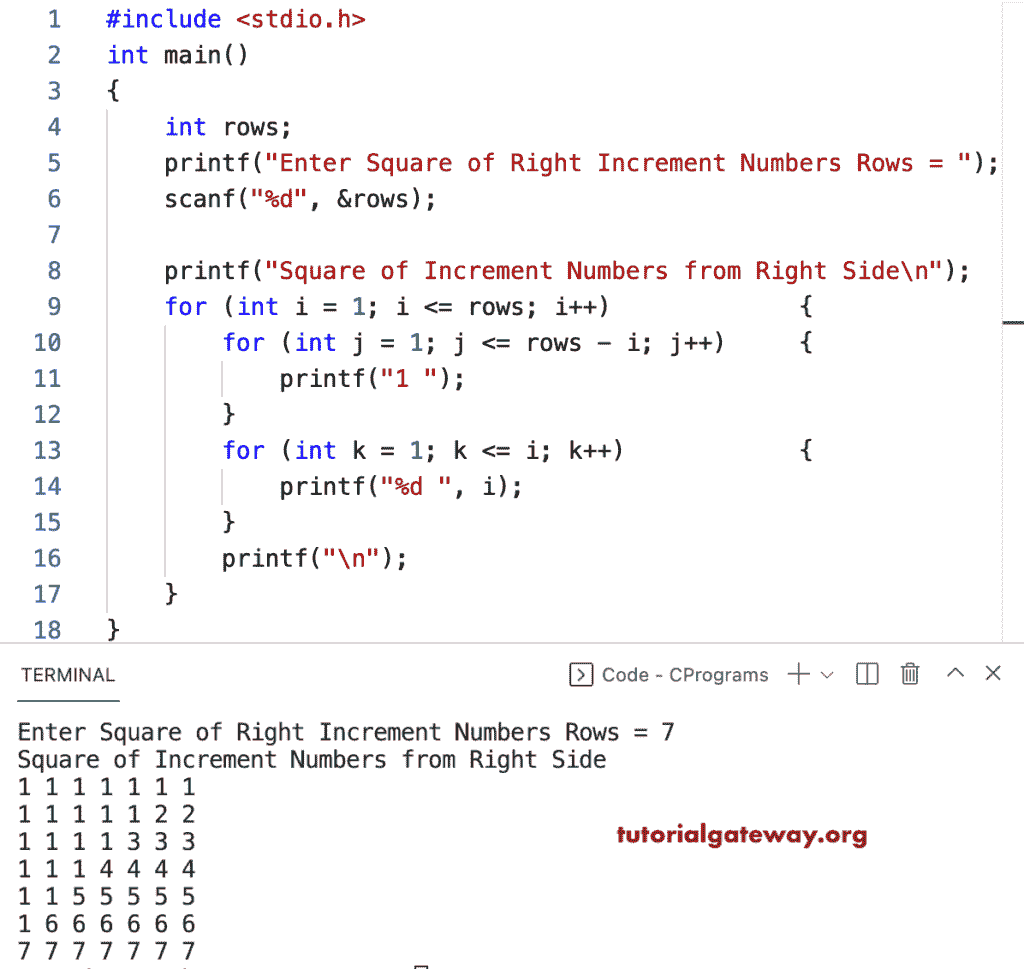 1 #include <stdio.h>
2 int main()
3 {
4     int rows;
5     printf("Enter Square of Right Increment Numbers Rows = ");
6     scanf("%d", &rows);
7
8     printf("Square of Increment Numbers from Right Side\n");
9     for (int i = 1; i <= rows; i++)             {
10         for (int j = 1; j <= rows - i; j++)     {
11             printf("1 ");
12         }
13         for (int k = 1; k <= i; k++)            {
14             printf("%d ", i);
15         }
16         printf("\n");
17     }
18 }
TERMINAL Code - CPrograms
Enter Square of Right Increment Numbers Rows = 7
Square of Increment Numbers from Right Side
1 1 1 1 1 1 1
1 1 1 1 1 2 2
1 1 1 1 3 3 3
1 1 1 4 4 4 4
1 1 5 5 5 5 5
1 6 6 6 6 6 6
7 7 7 7 7 7 7
tutorialgateway.org